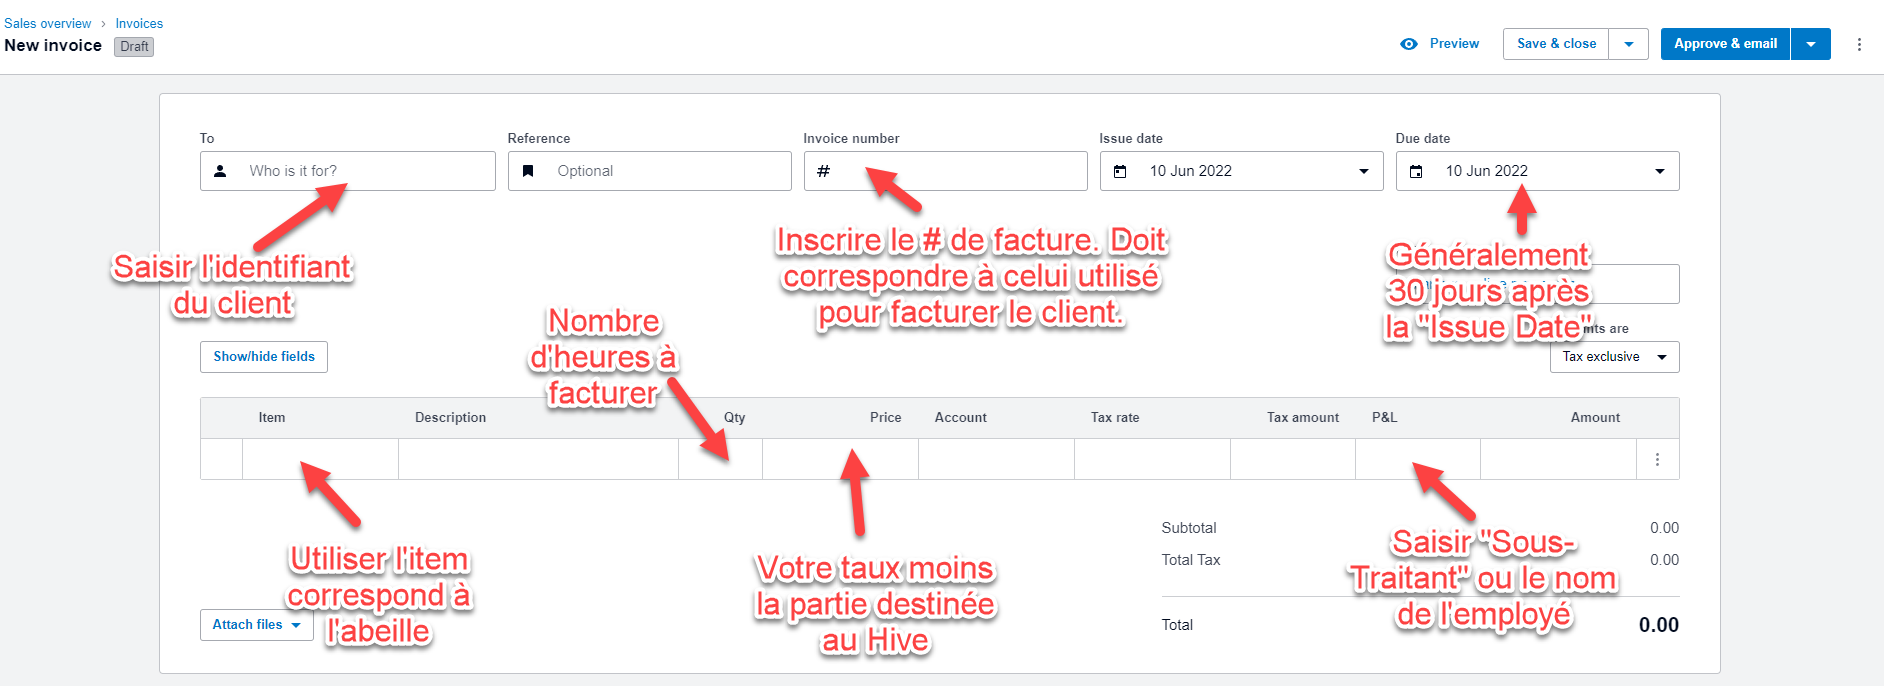 Sales overview › Invoices
New invoice Draft
Preview
Save & close
Approve & email
To
Reference
Invoice number
Issue date
Due date
Who is it for?
Optional
#
10 Jun 2022
10 Jun 2022
Saisir l'identifiant
du client
Inscrire le # de facture. Doit
correspondre à celui utilisé
pour facturer le client.
Généralement
30 jours après
la "Issue Date"
are
Tax exclusive
Nombre
d'heures à
facturer
Show/hide fields
Item Description Qty Price Account Tax rate Tax amount P&L Amount
Utiliser l'item
correspond à
l'abeille
Votre taux moins
la partie destinée
au Hive
Saisir "Sous-
Traitant" ou le nom
de l'employé
Subtotal 0.00
Total Tax 0.00
Total 0.00
Attach files